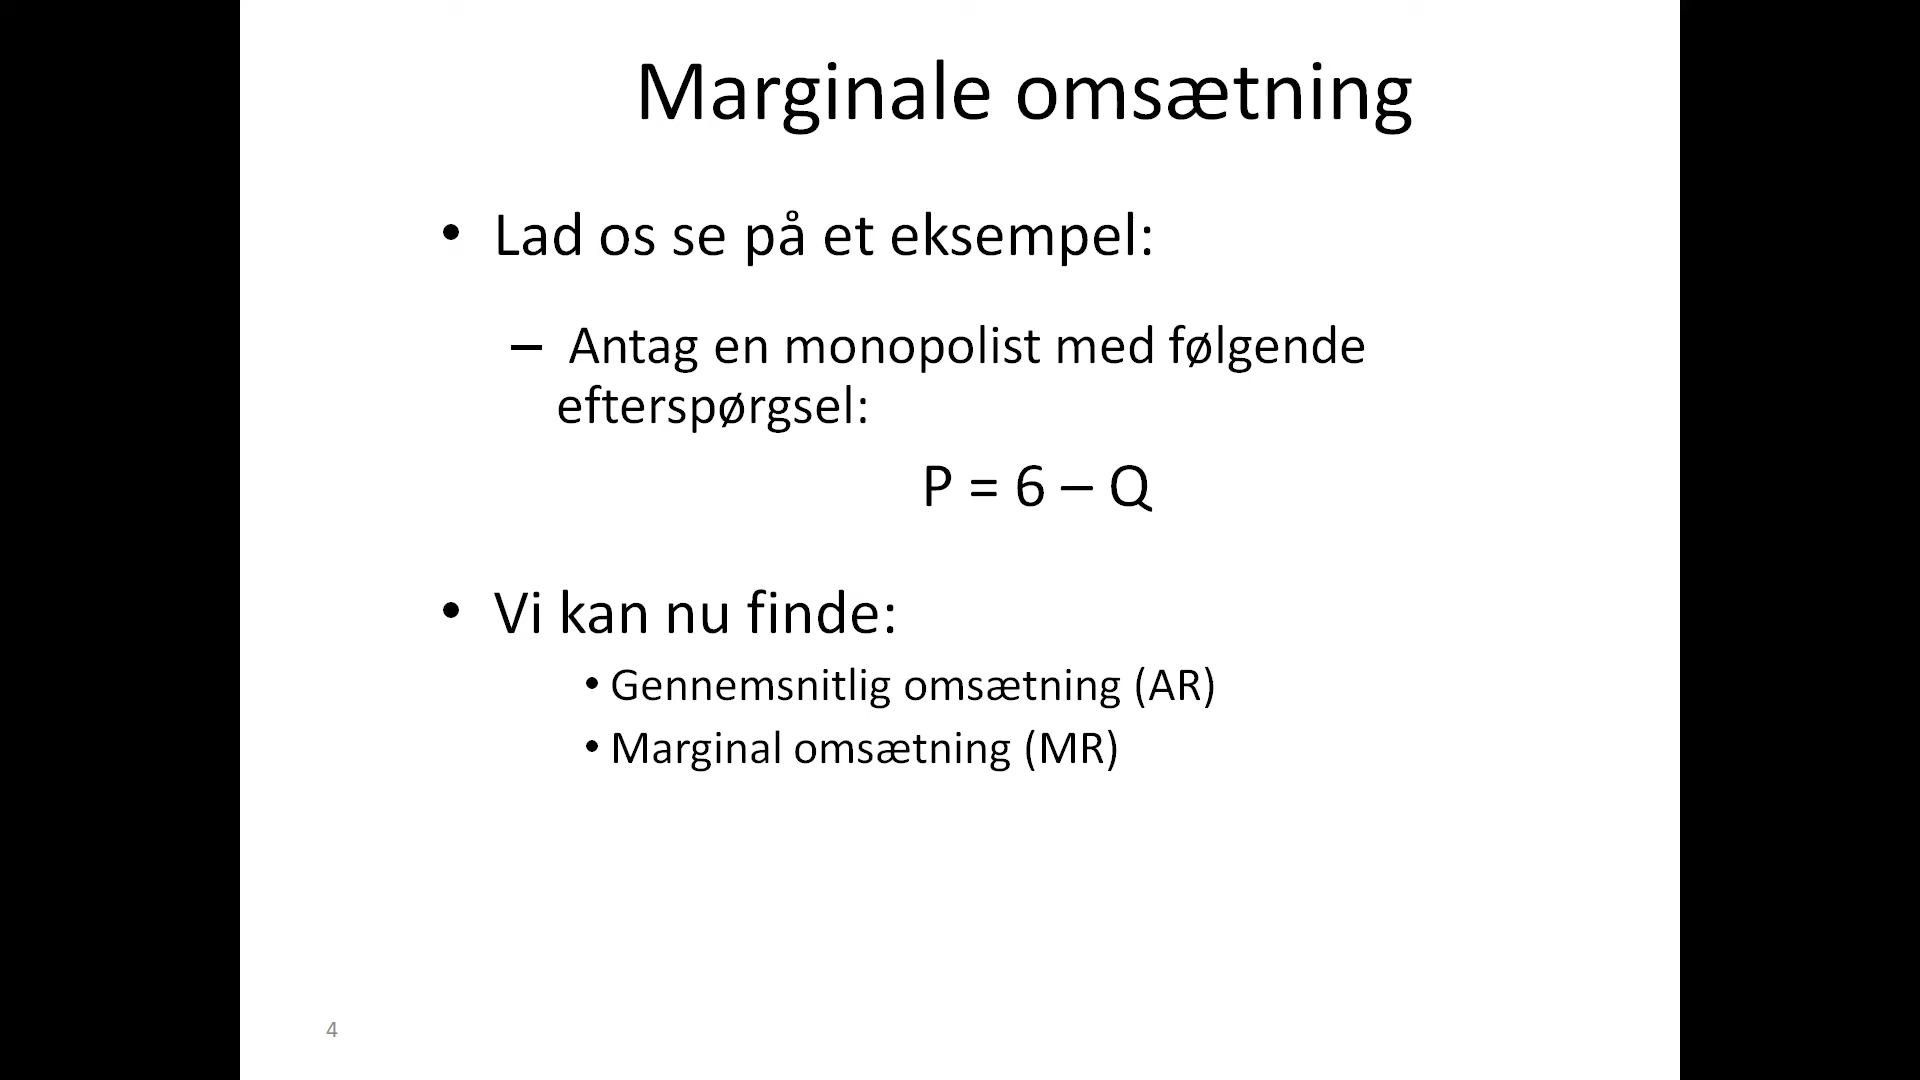 Marginale omsætning
• Lad os se på et eksempel:
– Antag en monopolist med følgende
efterspørgsel:
P = 6 – Q
• Vi kan nu finde:
• Gennemsnitlig omsætning (AR)
• Marginal omsætning (MR)
4